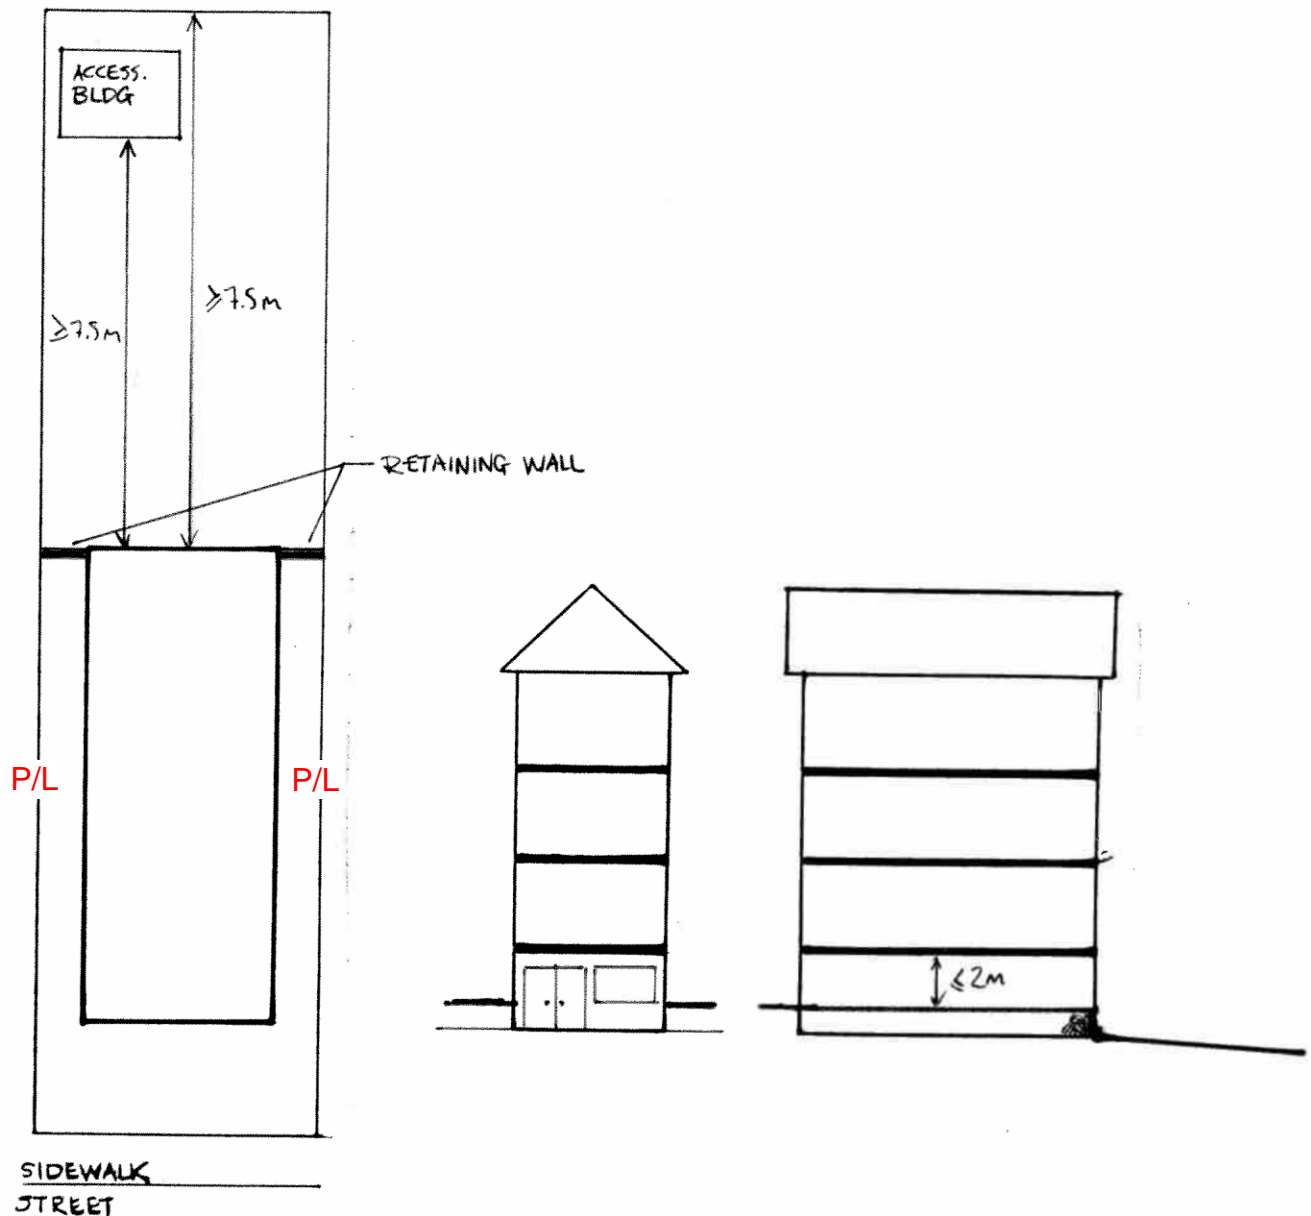 ACCESS.
BLDG
≥7.5M
≥7.5M
RETAINING WALL
P/L
P/L
≤2M
SIDEWALK
STREET